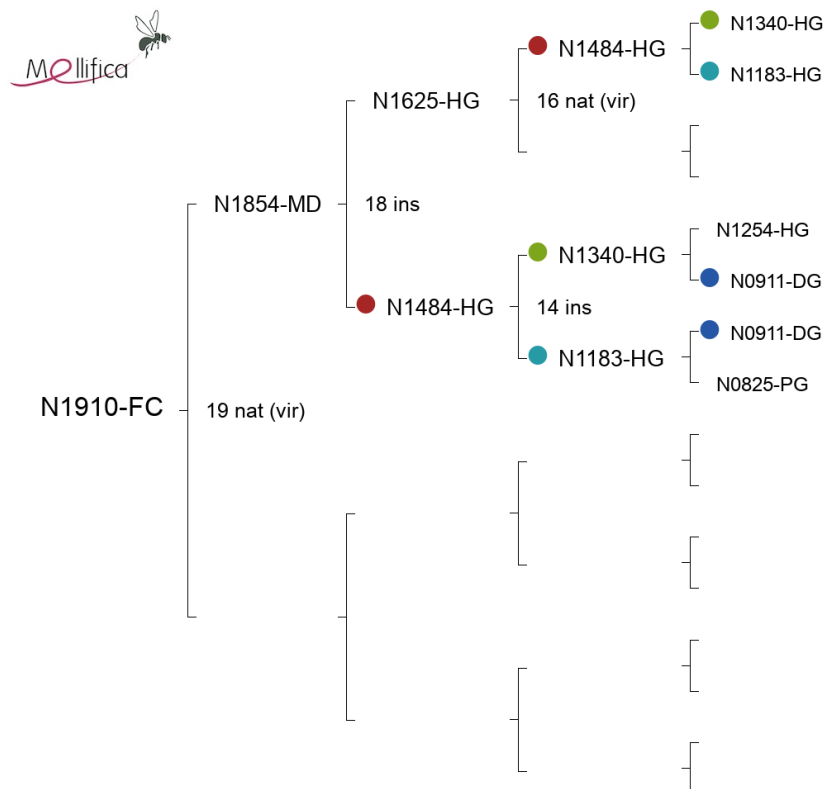 Mellifica
N1340-HG
N1484-HG
N1183-HG
N1625-HG
16 nat (vir)
N1854-MD
18 ins
N1254-HG
N1340-HG
N0911-DG
N1484-HG
14 ins
N0911-DG
N1183-HG
N0825-PG
N1910-FC
19 nat (vir)